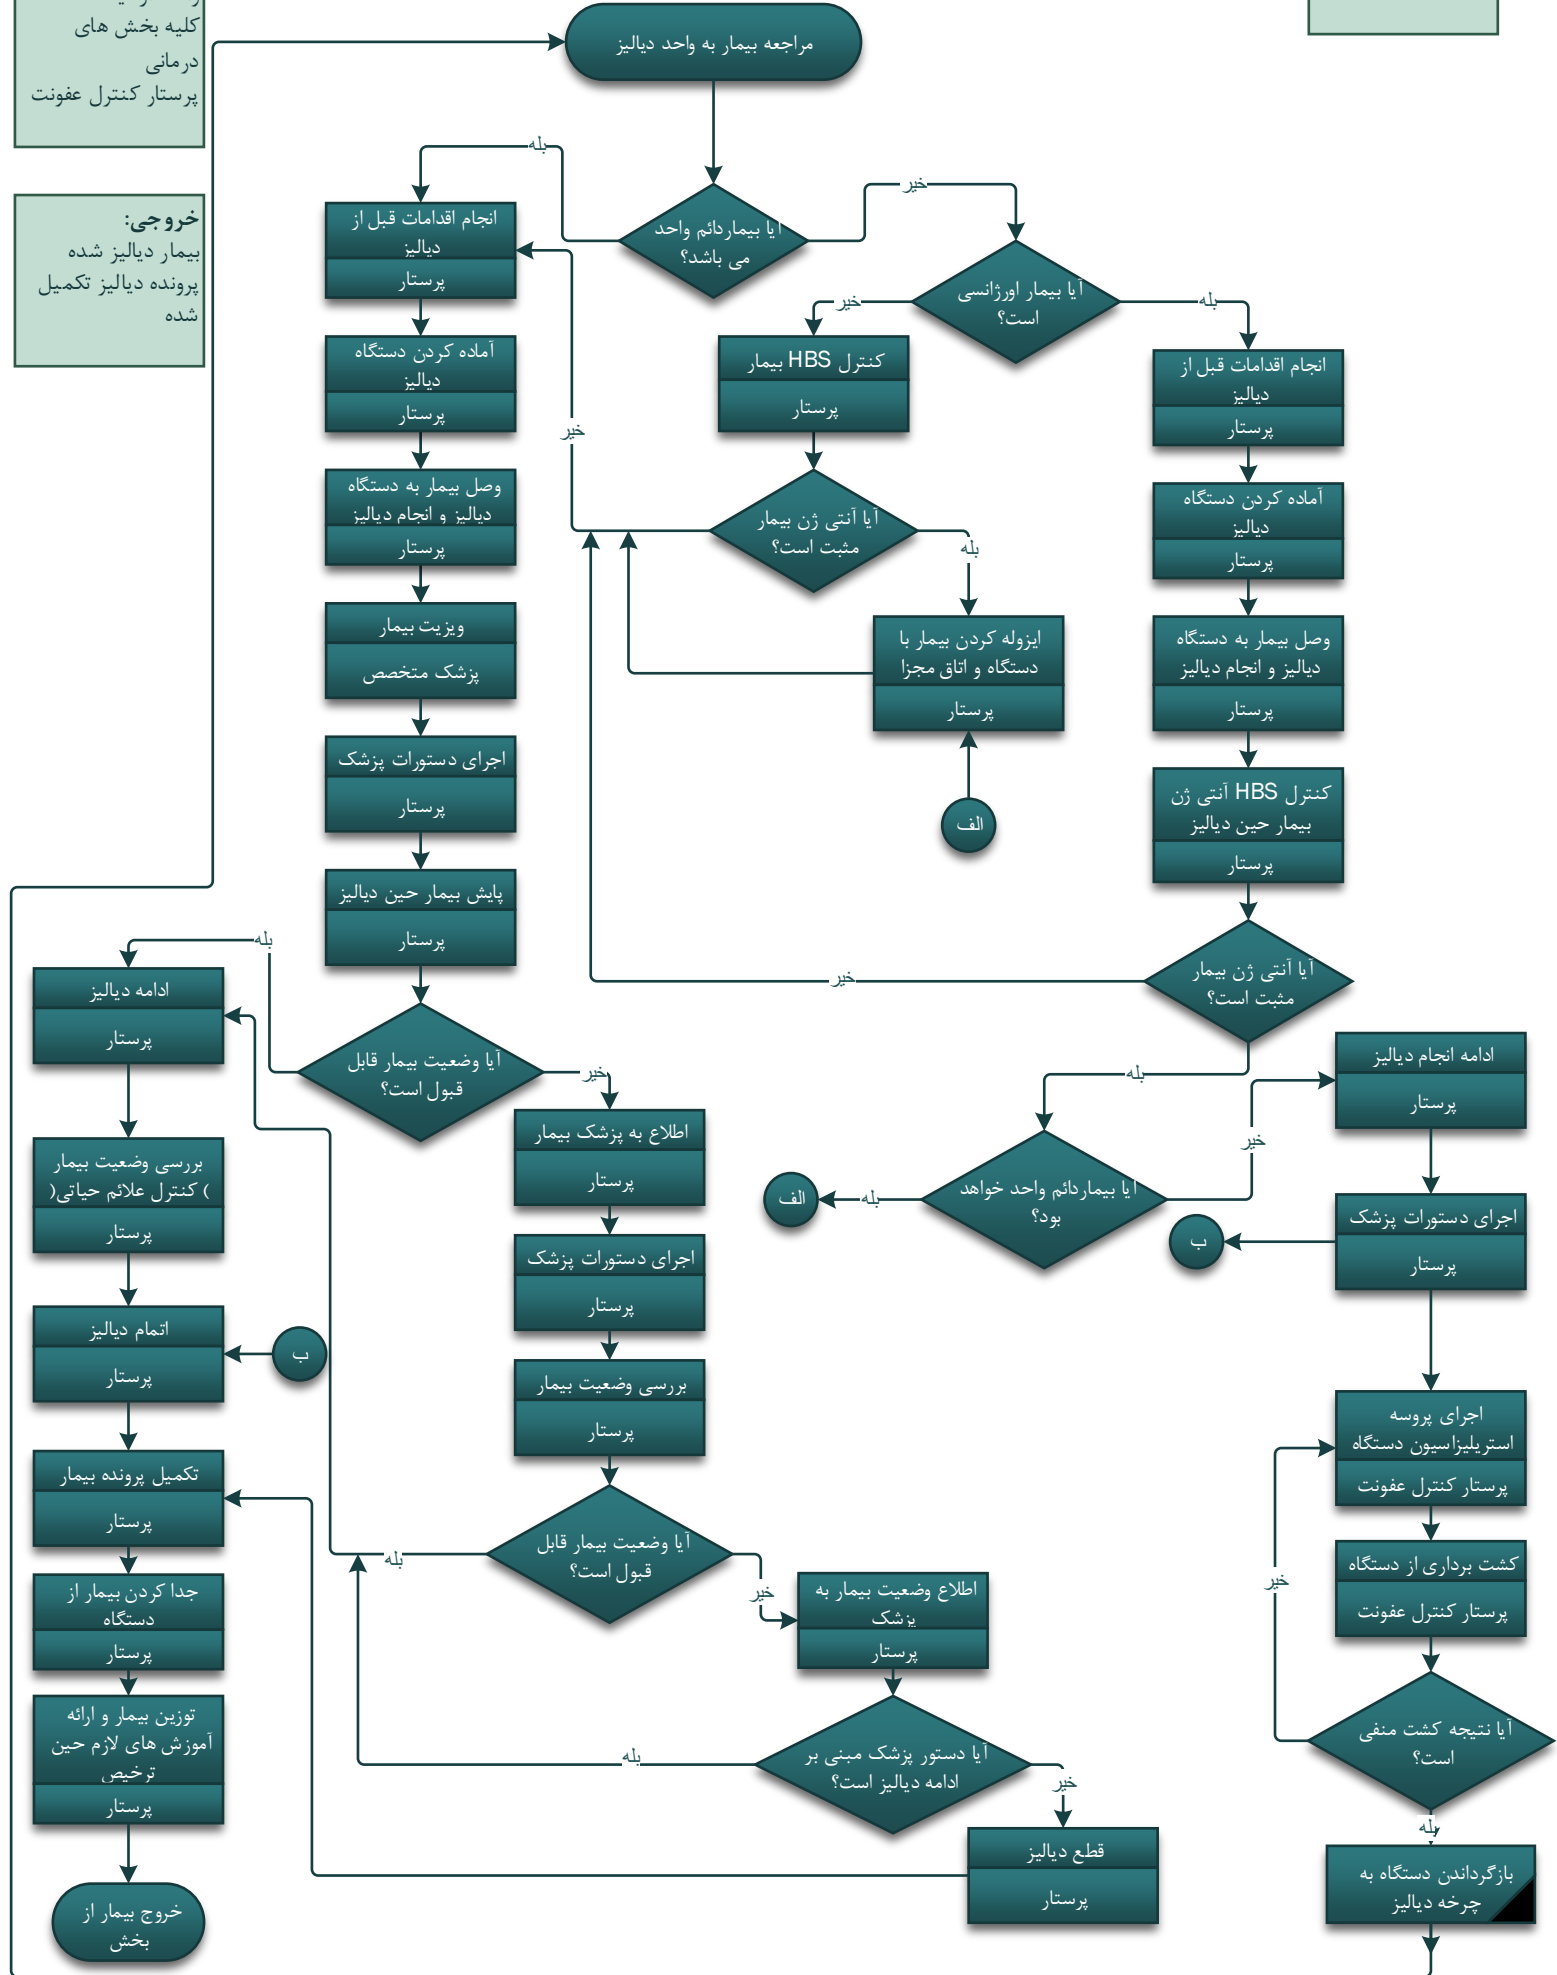 کلیه بخش های
درمانی
پرستار کنترل عفونت
خروجی:
بیمار دیالیز شده
پرونده دیالیز تکمیل
شده
مراجعه بیمار به واحد دیالیز
آیا بیماردائم واحد
می باشد؟
بله
خیر
انجام اقدامات قبل از
دیالیز
پرستار
آماده کردن دستگاه
دیالیز
پرستار
وصل بیمار به دستگاه
دیالیز و انجام دیالیز
پرستار
ویزیت بیمار
پزشک متخصص
اجرای دستورات پزشک
پرستار
پایش بیمار حین دیالیز
پرستار
آیا وضعیت بیمار قابل
قبول است؟
بله
خیر
آیا بیمار اورژانسی
است؟
خیر
بله
کنترل HBS بیمار
پرستار
آیا آنتی ژن بیمار
مثبت است؟
خیر
بله
ایزوله کردن بیمار با
دستگاه و اتاق مجزا
پرستار
الف
انجام اقدامات قبل از
دیالیز
پرستار
آماده کردن دستگاه
دیالیز
پرستار
وصل بیمار به دستگاه
دیالیز و انجام دیالیز
پرستار
کنترل HBS آنتی ژن
بیمار حین دیالیز
پرستار
آیا آنتی ژن بیمار
مثبت است؟
خیر
بله
آیا بیماردائم واحد خواهد
بود؟
بله
الف
خیر
ادامه انجام دیالیز
پرستار
اجرای دستورات پزشک
پرستار
ب
اجرای پروسه
استریلیزاسیون دستگاه
پرستار کنترل عفونت
کشت برداری از دستگاه
پرستار کنترل عفونت
آیا نتیجه کشت منفی
است؟
خیر
بله
بازگرداندن دستگاه به
چرخه دیالیز
اطلاع به پزشک بیمار
پرستار
اجرای دستورات پزشک
پرستار
بررسی وضعیت بیمار
پرستار
آیا وضعیت بیمار قابل
قبول است؟
بله
خیر
اطلاع وضعیت بیمار به
پزشک
پرستار
آیا دستور پزشک مبنی بر
ادامه دیالیز است؟
بله
خیر
قطع دیالیز
پرستار
ادامه دیالیز
پرستار
بررسی وضعیت بیمار
) کنترل علائم حیاتی(
پرستار
اتمام دیالیز
پرستار
ب
تکمیل پرونده بیمار
پرستار
جدا کردن بیمار از
دستگاه
پرستار
توزین بیمار و ارائه
آموزش های لازم حین
ترخیص
پرستار
خروج بیمار از
بخش